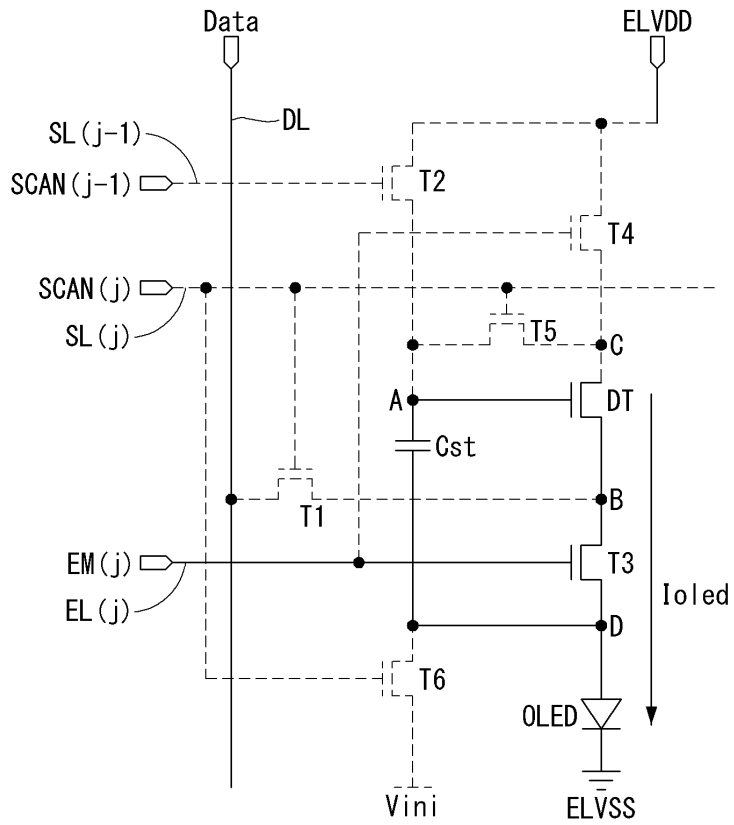 Data
ELVDD
DL
SL(j-1)
SCAN(j-1)
T2
T4
SCAN(j)
SL(j)
T5
C
A
DT
Cst
T1
B
EM(j)
T3
EL(j)
Ioled
D
T6
OLED
Vini
ELVSS